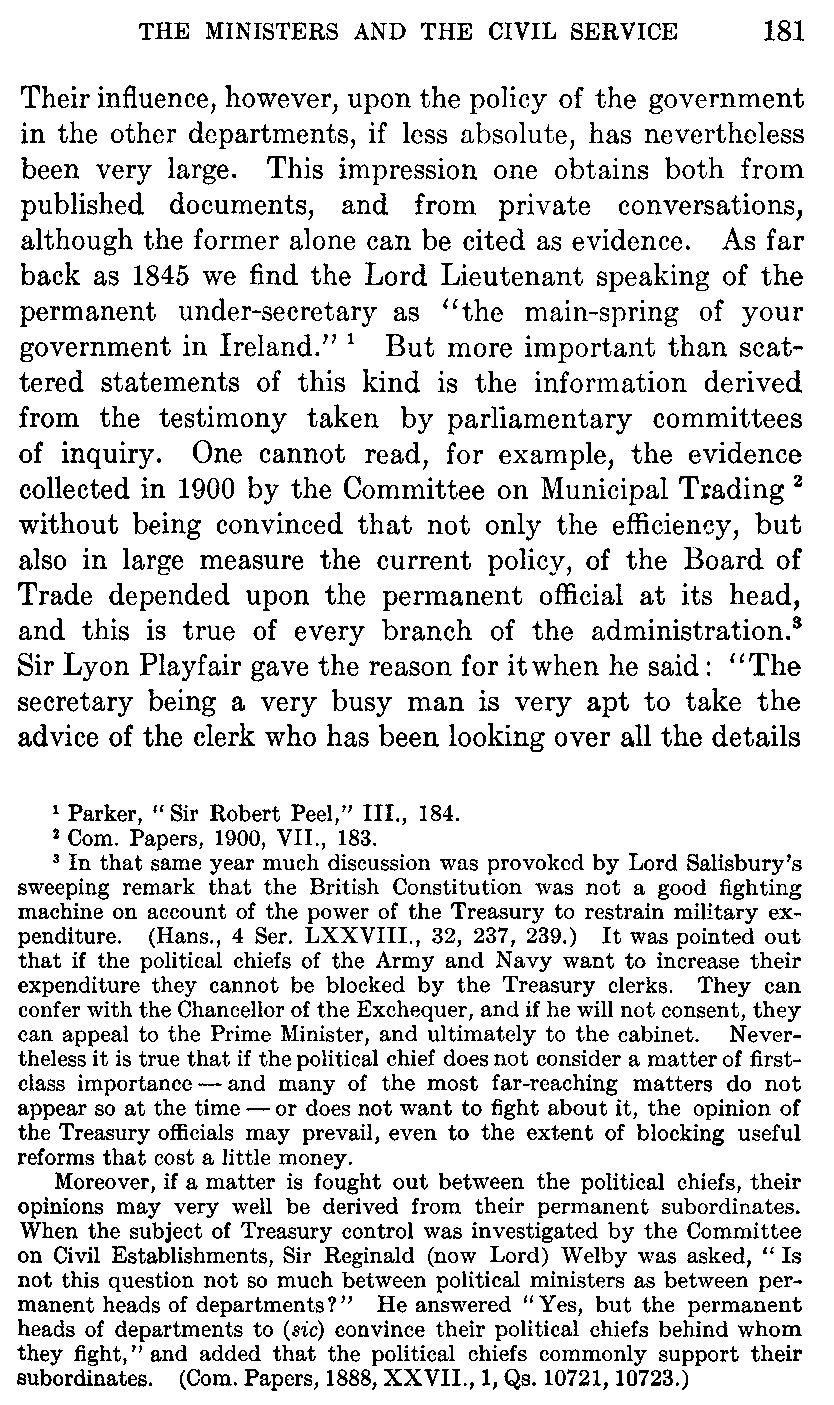 THE MINISTERS AND THE CIVIL SERVICE 181
Their influence, however, upon the policy of the government
in the other departments, if less absolute, has nevertheless
been very large. This impression one obtains both from
published documents, and from private conversations,
although the former alone can be cited as evidence. As far
back as 1845 we find the Lord Lieutenant speaking of the
permanent under-secretary as "the main-spring of your
government in Ireland." ¹ But more important than scat-
tered statements of this kind is the information derived
from the testimony taken by parliamentary committees
of inquiry. One cannot read, for example, the evidence
collected in 1900 by the Committee on Municipal Trading ²
without being convinced that not only the efficiency, but
also in large measure the current policy, of the Board of
Trade depended upon the permanent official at its head,
and this is true of every branch of the administration.³
Sir Lyon Playfair gave the reason for it when he said: "The
secretary being a very busy man is very apt to take the
advice of the clerk who has been looking over all the details
¹ Parker, "Sir Robert Peel," III., 184.
² Com. Papers, 1900, VII., 183.
³ In that same year much discussion was provoked by Lord Salisbury's
sweeping remark that the British Constitution was not a good fighting
machine on account of the power of the Treasury to restrain military ex-
penditure. (Hans., 4 Ser. LXXVIII., 32, 237, 239.) It was pointed out
that if the political chiefs of the Army and Navy want to increase their
expenditure they cannot be blocked by the Treasury clerks. They can
confer with the Chancellor of the Exchequer, and if he will not consent, they
can appeal to the Prime Minister, and ultimately to the cabinet. Never-
theless it is true that if the political chief does not consider a matter of first-
class importance — and many of the most far-reaching matters do not
appear so at the time — or does not want to fight about it, the opinion of
the Treasury officials may prevail, even to the extent of blocking useful
reforms that cost a little money.
Moreover, if a matter is fought out between the political chiefs, their
opinions may very well be derived from their permanent subordinates.
When the subject of Treasury control was investigated by the Committee
on Civil Establishments, Sir Reginald (now Lord) Welby was asked, "Is
not this question not so much between political ministers as between per-
manent heads of departments?" He answered "Yes, but the permanent
heads of departments to (sic) convince their political chiefs behind whom
they fight," and added that the political chiefs commonly support their
subordinates. (Com. Papers, 1888, XXVII., 1, Qs. 10721, 10723.)